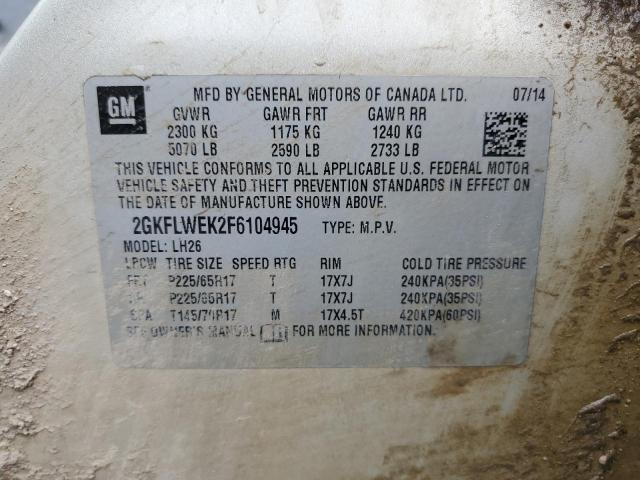 GM
MFD BY GENERAL MOTORS OF CANADA LTD. 07/14
GVWR GAWR FRT GAWR RR
2300 KG 1175 KG 1240 KG
5070 LB 2590 LB 2733 LB
THIS VEHICLE CONFORMS TO ALL APPLICABLE U.S. FEDERAL MOTOR
VEHICLE SAFETY AND THEFT PREVENTION STANDARDS IN EFFECT ON
THE DATE OF MANUFACTURE SHOWN ABOVE.
2GKFLWEK2F6104945 TYPE: M.P.V.
MODEL: LH26
TIRE SIZE SPEED RTG RIM COLD TIRE PRESSURE
P225/65R17 T 17X7J 240KPA(35PSI)
P225/65R17 T 17X7J 240KPA(35PSI)
SPA T145/70R17 M 17X4.5T 420KPA(60PSI)
SEE OWNER'S MANUAL FOR MORE INFORMATION.